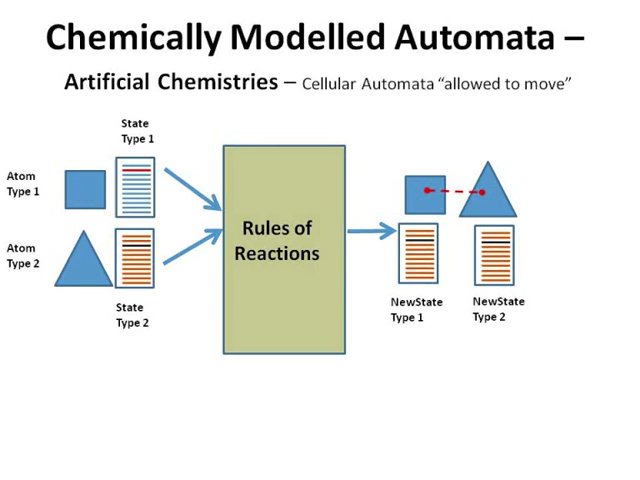 Chemically Modelled Automata –
Artificial Chemistries – Cellular Automata “allowed to move”
State
Type 1
Atom
Type 1
Atom
Type 2
State
Type 2
Rules of
Reactions
NewState
Type 1
NewState
Type 2